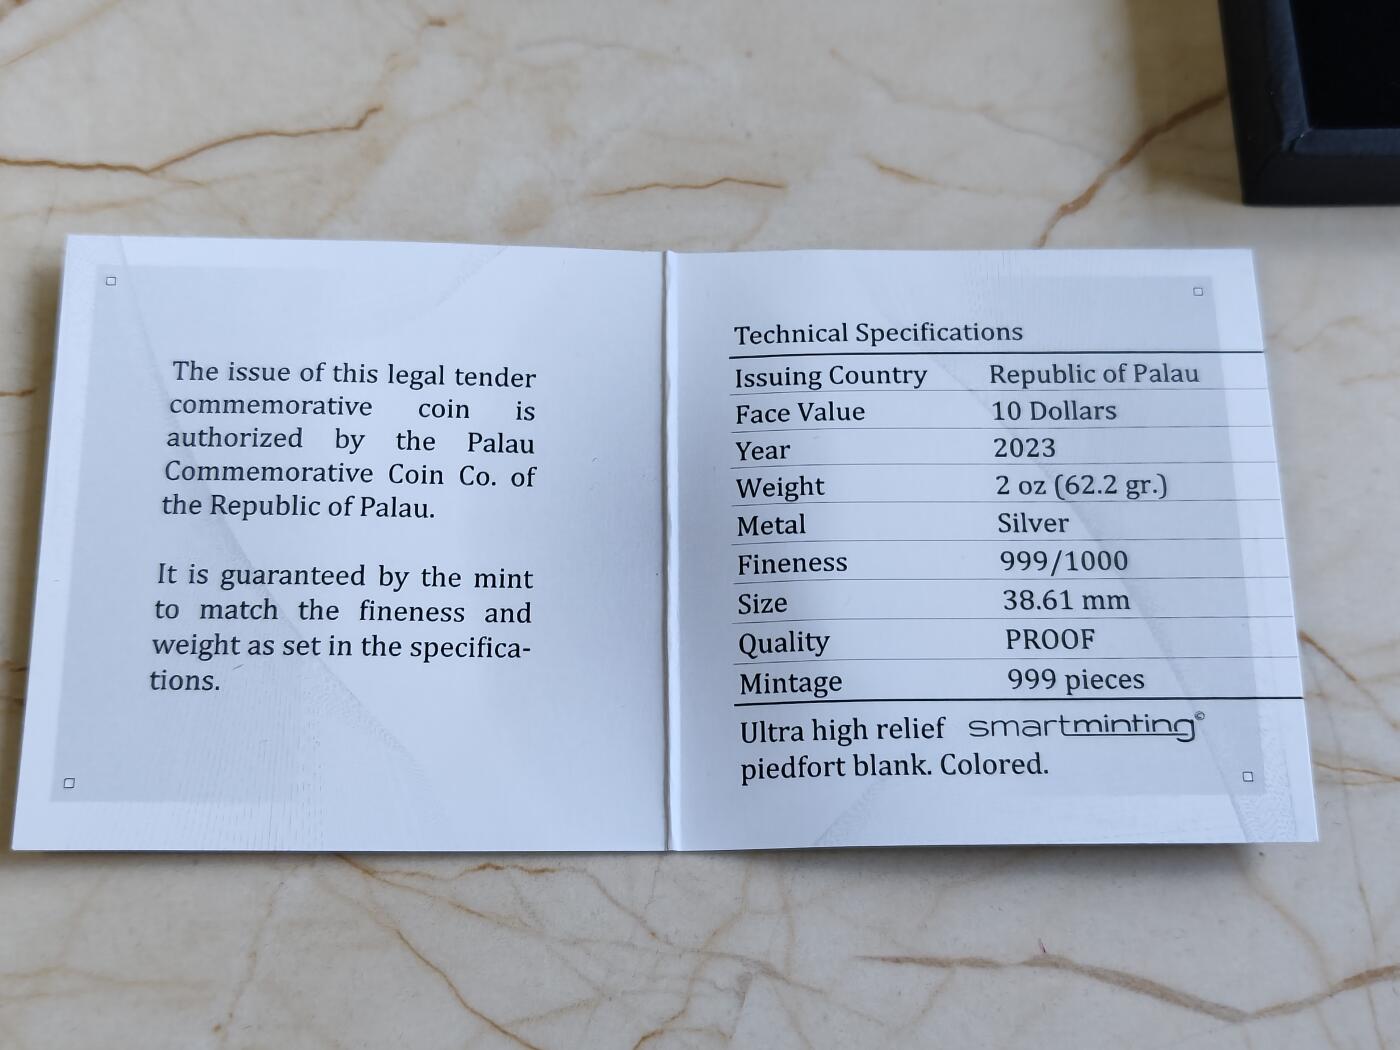 The issue of this legal tender
commemorative coin is
authorized by the Palau
Commemorative Coin Co. of
the Republic of Palau.
It is guaranteed by the mint
to match the fineness and
weight as set in the specifica-
tions.
Technical Specifications
Issuing Country Republic of Palau
Face Value 10 Dollars
Year 2023
Weight 2 oz (62.2 gr.)
Metal Silver
Fineness 999/1000
Size 38.61 mm
Quality PROOF
Mintage 999 pieces
Ultra high relief smartminting©
piedfort blank. Colored.